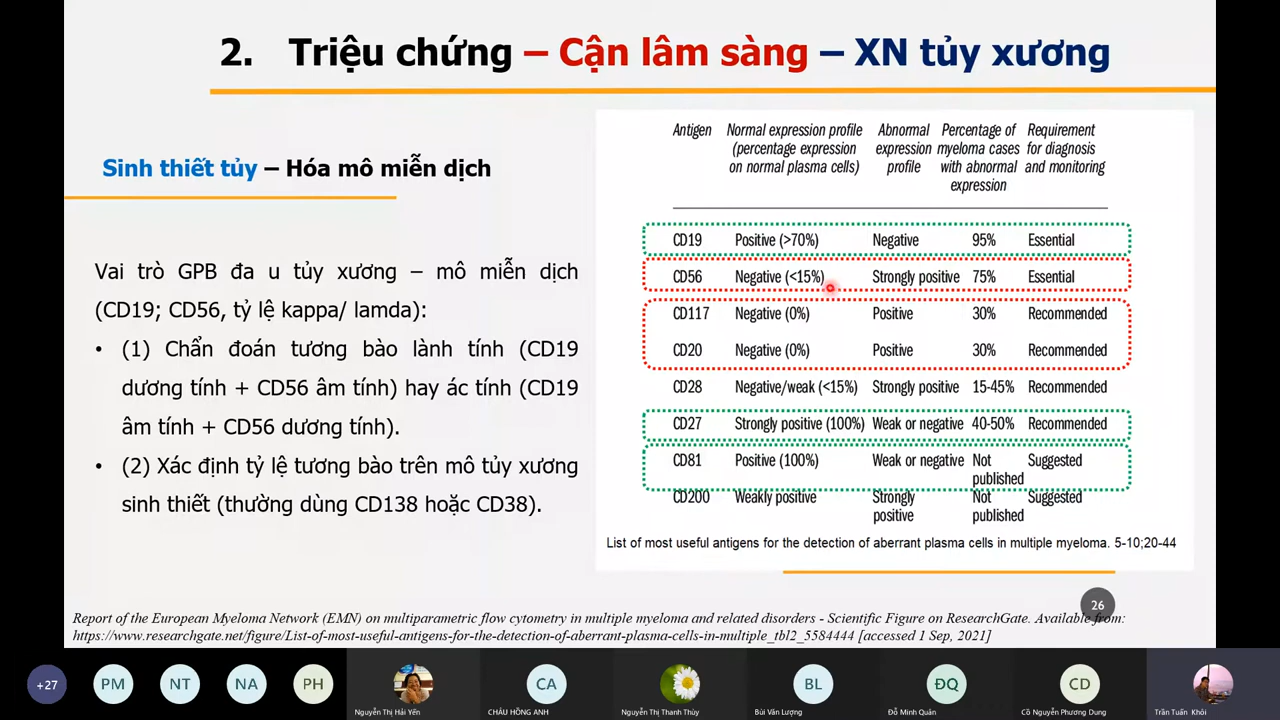 2. Triệu chứng – Cận lâm sàng – XN tủy xương
Sinh thiết tủy – Hóa mô miễn dịch
Vai trò GPB đa u tủy xương – mô miễn dịch
(CD19; CD56, tỷ lệ kappa/ lamda):
• (1) Chẩn đoán tương bào lành tính (CD19
dương tính + CD56 âm tính) hay ác tính (CD19
âm tính + CD56 dương tính).
• (2) Xác định tỷ lệ tương bào trên mô tủy xương
sinh thiết (thường dùng CD138 hoặc CD38).
Antigen Normal expression profile Abnormal Percentage of Requirement
(percentage expression expression myeloma cases for diagnosis
on normal plasma cells) profile with abnormal and monitoring
expression
CD19 Positive (>70%) Negative 95% Essential
CD56 Negative (<15%) Strongly positive 75% Essential
CD117 Negative (0%) Positive 30% Recommended
CD20 Negative (0%) Positive 30% Recommended
CD28 Negative/weak (<15%) Strongly positive 15-45% Recommended
CD27 Strongly positive (100%) Weak or negative 40-50% Recommended
CD81 Positive (100%) Weak or negative Not Suggested
published
CD200 Weakly positive Strongly Not Suggested
positive published
List of most useful antigens for the detection of aberrant plasma cells in multiple myeloma. 5-10;20-44
26
Report of the European Myeloma Network (EMN) on multiparametric flow cytometry in multiple myeloma and related disorders - Scientific Figure on ResearchGate. Available from:
https://www.researchgate.net/figure/List-of-most-useful-antigens-for-the-detection-of-aberrant-plasma-cells-in-multiple_tbl2_5584444 [accessed 1 Sep, 2021]
+27 PM NT NA PH CA BL ĐQ CD
Nguyễn Thị Hải Yến CHÂU HỒNG ANH Nguyễn Thị Thanh Thủy Bùi Văn Lượng Đỗ Minh Quân Cồ Nguyễn Phương Dung Trần Tuấn Khôi